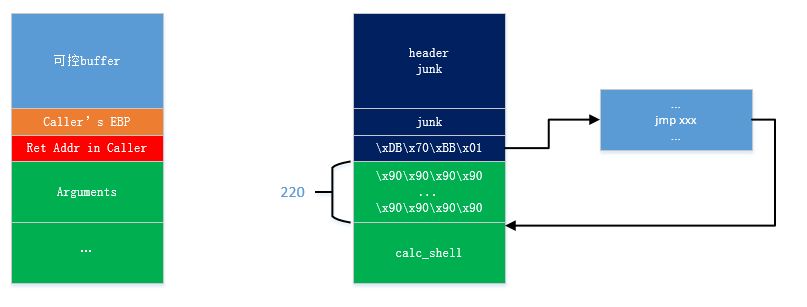 可控buffer
Caller’s EBP
Ret Addr in Caller
Arguments
...
220
header
junk
junk
\xDB\x70\xBB\x01
\x90\x90\x90\x90
...
\x90\x90\x90\x90
calc_shell
...
jmp xxx
...